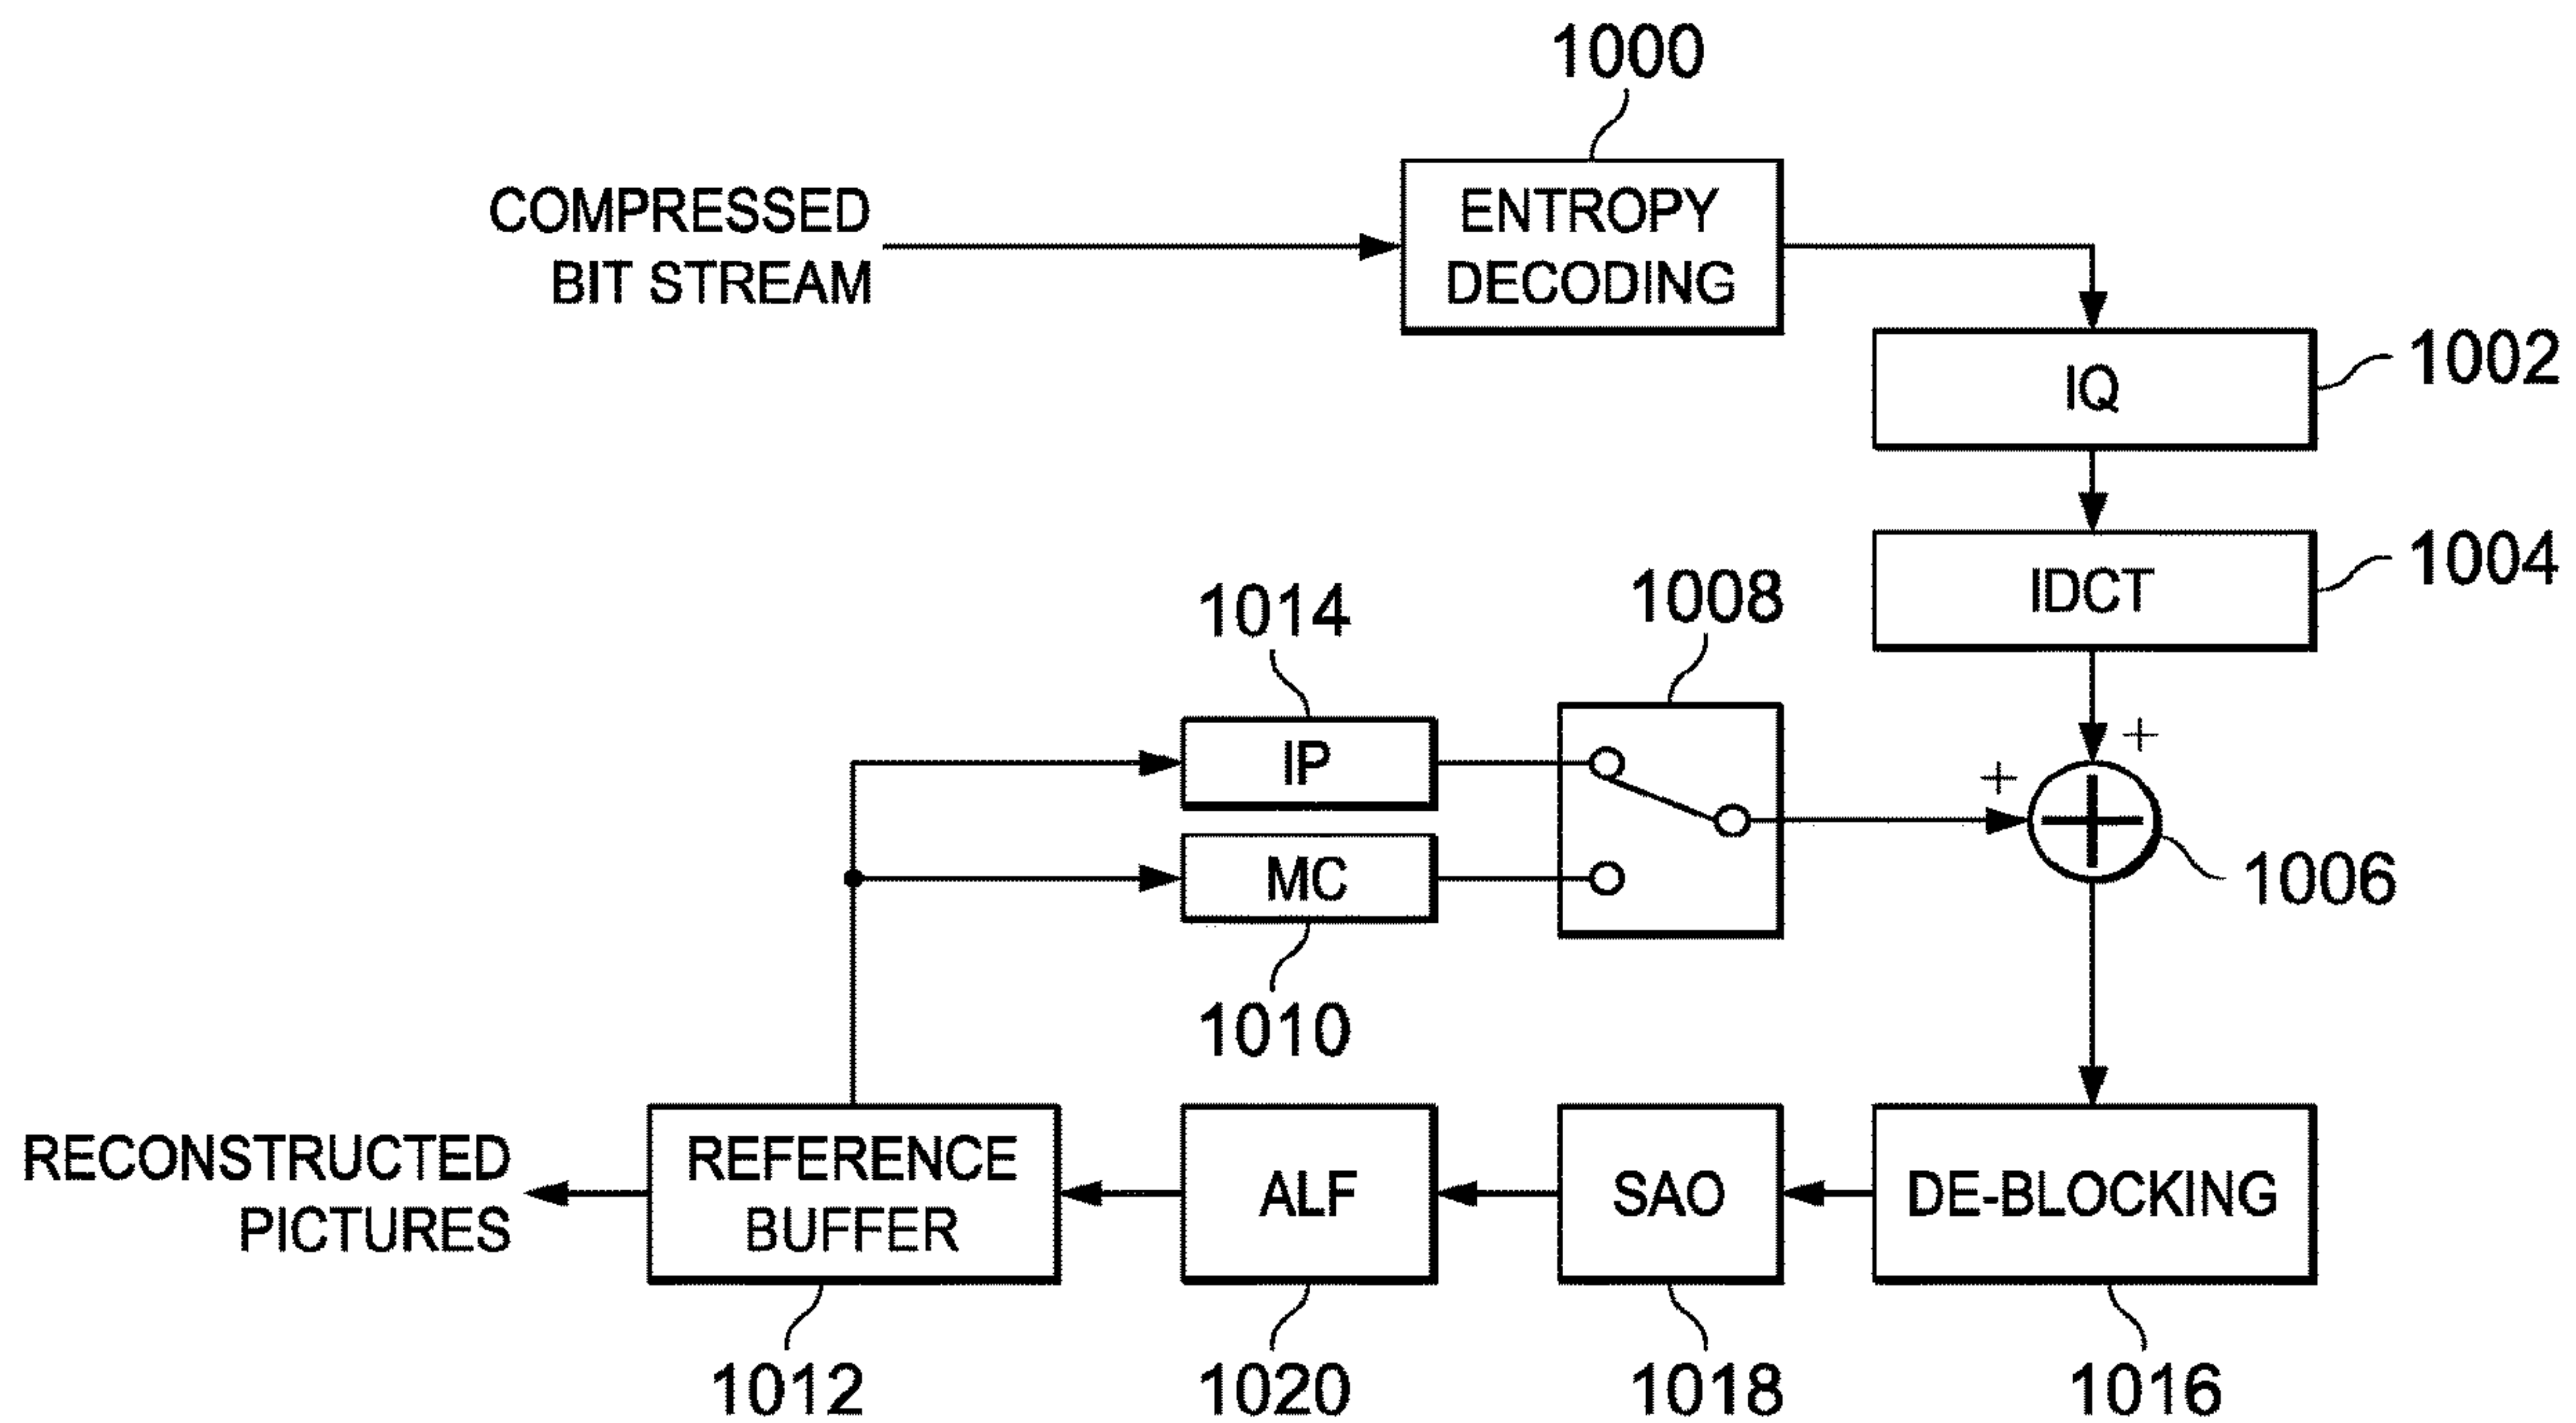 1000
COMPRESSED
BIT STREAM
ENTROPY
DECODING
IQ
1002
IDCT
1004
1014
1008
IP
+
+
MC
1006
1010
RECONSTRUCTED
PICTURES
REFERENCE
BUFFER
ALF
SAO
DE-BLOCKING
1012
1020
1018
1016